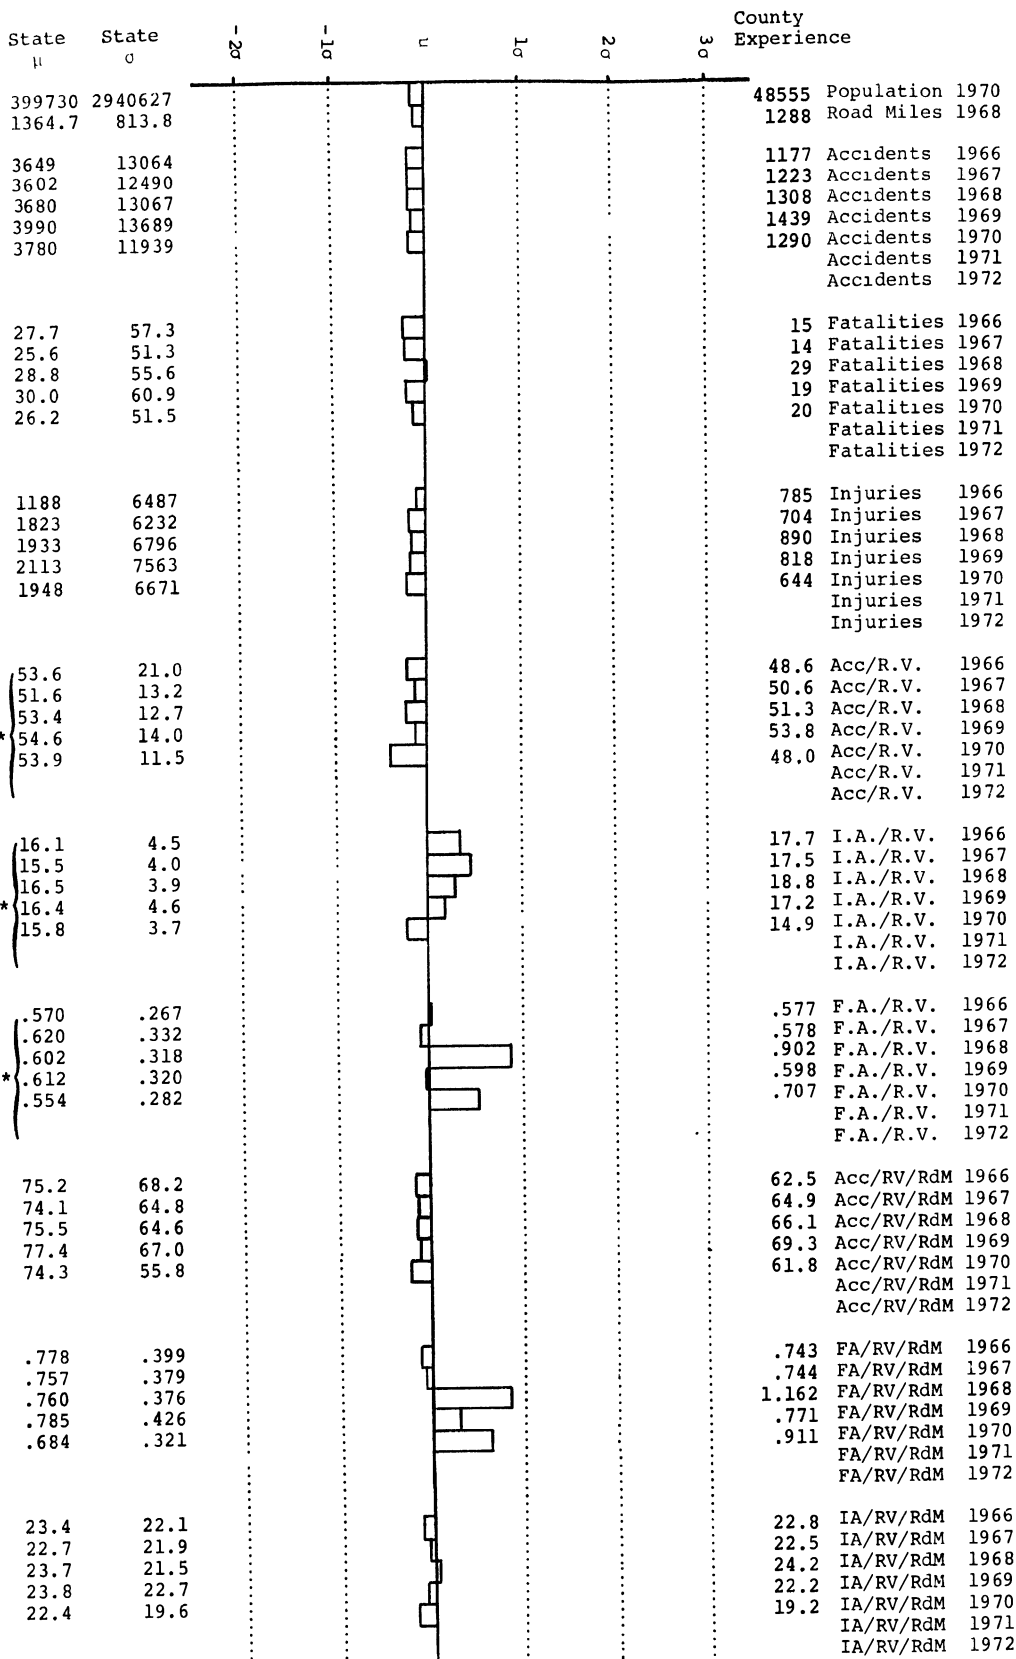 County
State State -2σ -1σ μ 1σ 2σ 3σ Experience
μ σ
399730 2940627 48555 Population 1970
1364.7 813.8 1288 Road Miles 1968
3649 13064 1177 Accidents 1966
3602 12490 1223 Accidents 1967
3680 13067 1308 Accidents 1968
3990 13689 1439 Accidents 1969
3780 11939 1290 Accidents 1970
Accidents 1971
Accidents 1972
27.7 57.3 15 Fatalities 1966
25.6 51.3 14 Fatalities 1967
28.8 55.6 29 Fatalities 1968
30.0 60.9 19 Fatalities 1969
26.2 51.5 20 Fatalities 1970
Fatalities 1971
Fatalities 1972
1188 6487 785 Injuries 1966
1823 6232 704 Injuries 1967
1933 6796 890 Injuries 1968
2113 7563 818 Injuries 1969
1948 6671 644 Injuries 1970
Injuries 1971
Injuries 1972
53.6 21.0 48.6 Acc/R.V. 1966
51.6 13.2 50.6 Acc/R.V. 1967
53.4 12.7 51.3 Acc/R.V. 1968
* 54.6 14.0 53.8 Acc/R.V. 1969
53.9 11.5 48.0 Acc/R.V. 1970
Acc/R.V. 1971
Acc/R.V. 1972
16.1 4.5 17.7 I.A./R.V. 1966
15.5 4.0 17.5 I.A./R.V. 1967
16.5 3.9 18.8 I.A./R.V. 1968
* 16.4 4.6 17.2 I.A./R.V. 1969
15.8 3.7 14.9 I.A./R.V. 1970
I.A./R.V. 1971
I.A./R.V. 1972
.570 .267 .577 F.A./R.V. 1966
.620 .332 .578 F.A./R.V. 1967
.602 .318 .902 F.A./R.V. 1968
* .612 .320 .598 F.A./R.V. 1969
.554 .282 .707 F.A./R.V. 1970
F.A./R.V. 1971
F.A./R.V. 1972
75.2 68.2 62.5 Acc/RV/RdM 1966
74.1 64.8 64.9 Acc/RV/RdM 1967
75.5 64.6 66.1 Acc/RV/RdM 1968
77.4 67.0 69.3 Acc/RV/RdM 1969
74.3 55.8 61.8 Acc/RV/RdM 1970
Acc/RV/RdM 1971
Acc/RV/RdM 1972
.778 .399 .743 FA/RV/RdM 1966
.757 .379 .744 FA/RV/RdM 1967
.760 .376 1.162 FA/RV/RdM 1968
.785 .426 .771 FA/RV/RdM 1969
.684 .321 .911 FA/RV/RdM 1970
FA/RV/RdM 1971
FA/RV/RdM 1972
23.4 22.1 22.8 IA/RV/RdM 1966
22.7 21.9 22.5 IA/RV/RdM 1967
23.7 21.5 24.2 IA/RV/RdM 1968
23.8 22.7 22.2 IA/RV/RdM 1969
22.4 19.6 19.2 IA/RV/RdM 1970
IA/RV/RdM 1971
IA/RV/RdM 1972